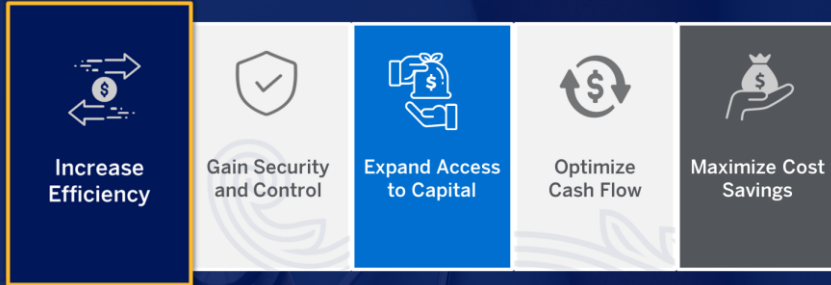 Increase
Efficiency
Gain Security
and Control
Expand Access
to Capital
Optimize
Cash Flow
Maximize Cost
Savings